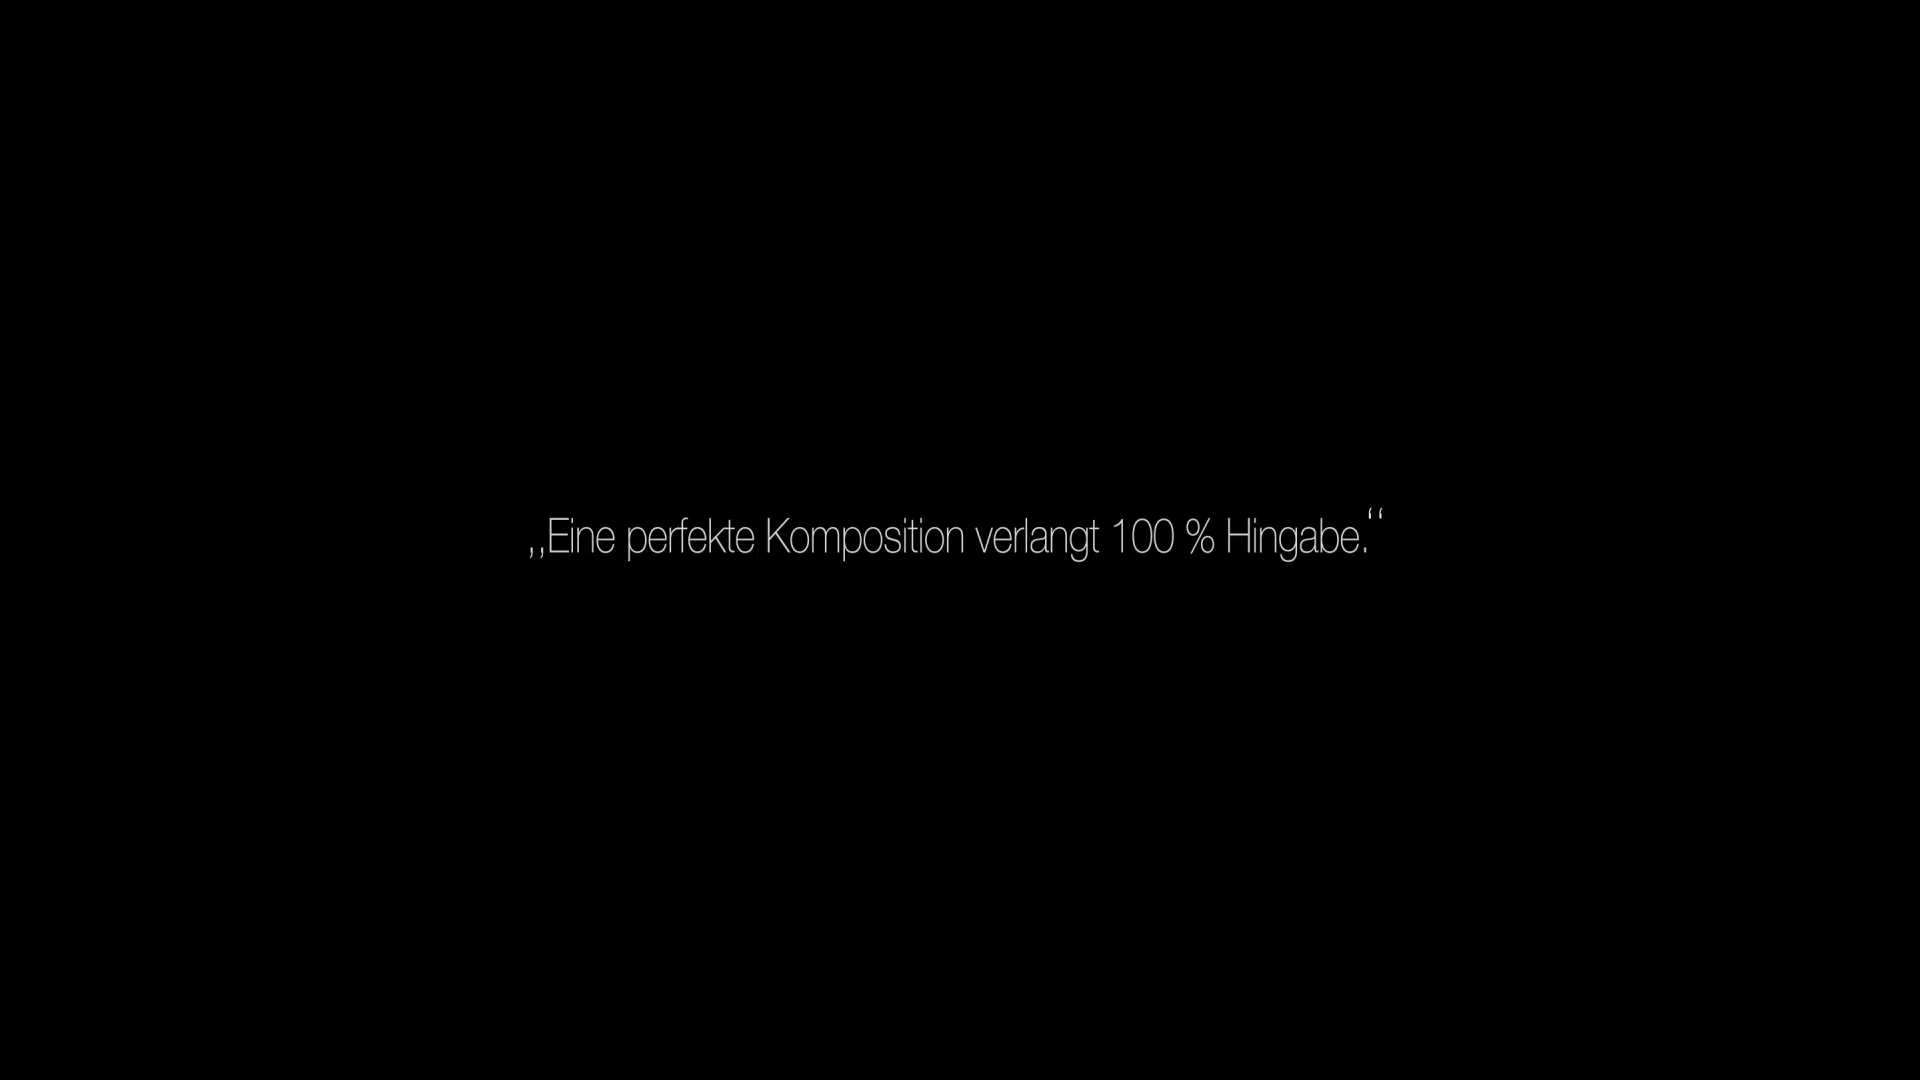 ,,Eine perfekte Komposition verlangt 100 % Hingabe.‘‘